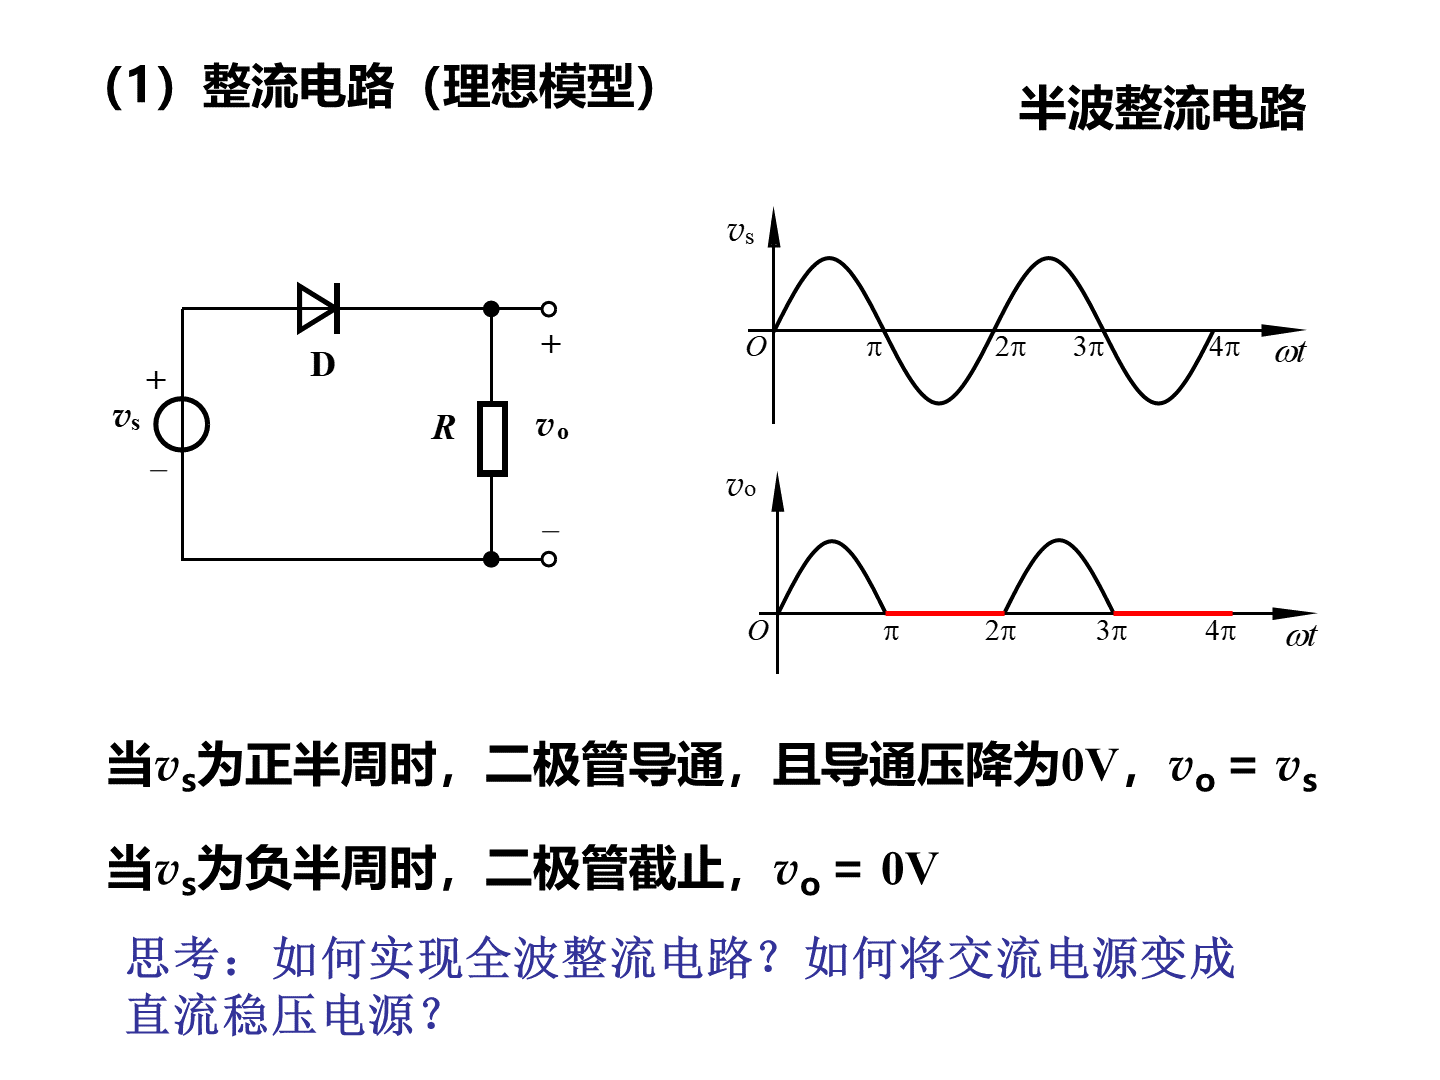 （1）整流电路（理想模型）
半波整流电路
vs
O
π
2π
3π
4π
ωt
D
+
vs
–
R
+
vo
–
vo
O
π
2π
3π
4π
ωt
当vs为正半周时，二极管导通，且导通压降为0V，vo = vs
当vs为负半周时，二极管截止，vo = 0V
思考：如何实现全波整流电路？如何将交流电源变成
直流稳压电源？